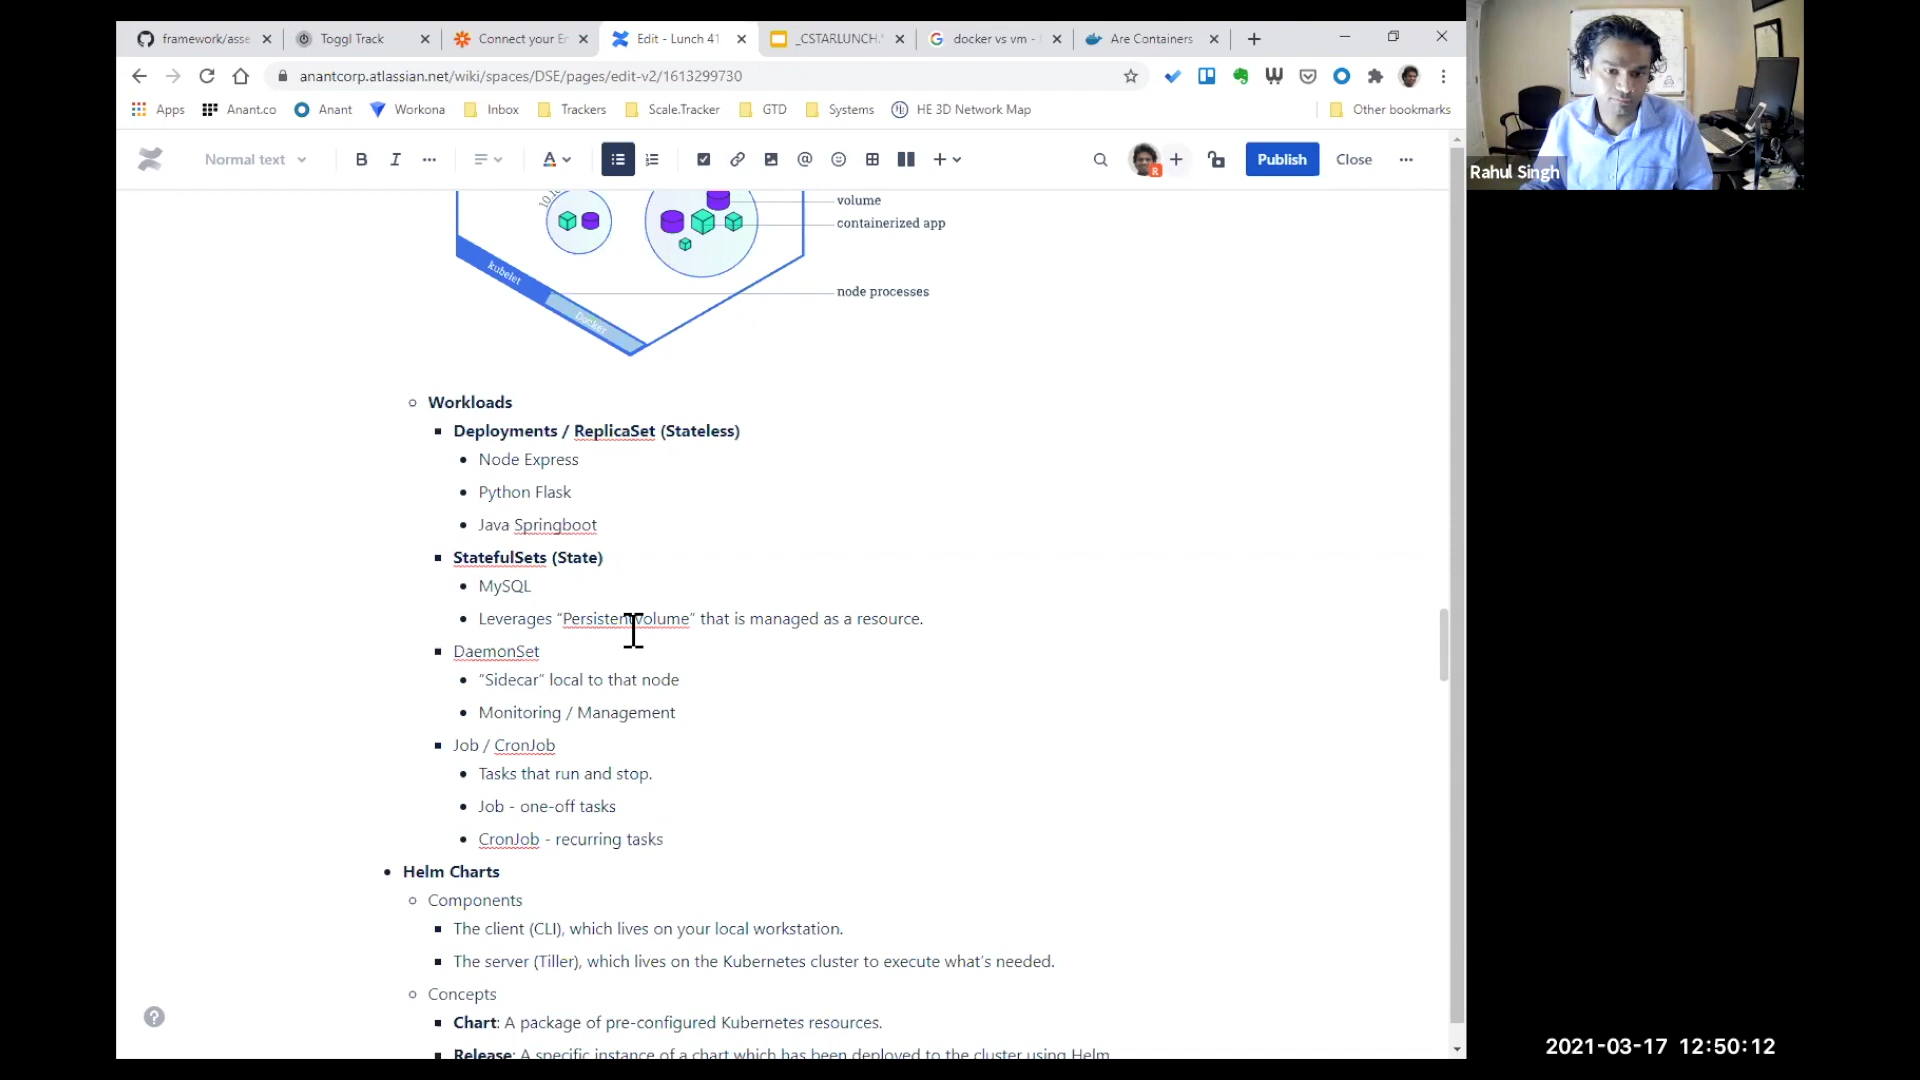 framework/asse
Toggl Track
Connect your Er
Edit - Lunch 41
_CSTARLUNCH.
docker vs vm -
Are Containers
anantcorp.atlassian.net/wiki/spaces/DSE/pages/edit-v2/1613299730
Apps
Anant.co
Anant
Workona
Inbox
Trackers
Scale.Tracker
GTD
Systems
HE 3D Network Map
Other bookmarks
Rahul Singh
Normal text
B
I
A
@
R
Publish
Close
volume
containerized app
kubelet
node processes
Docker
Workloads
Deployments / ReplicaSet (Stateless)
Node Express
Python Flask
Java Springboot
StatefulSets (State)
MySQL
Leverages “PersistentVolume” that is managed as a resource.
DaemonSet
“Sidecar” local to that node
Monitoring / Management
Job / CronJob
Tasks that run and stop.
Job - one-off tasks
CronJob - recurring tasks
Helm Charts
Components
The client (CLI), which lives on your local workstation.
The server (Tiller), which lives on the Kubernetes cluster to execute what’s needed.
Concepts
Chart: A package of pre-configured Kubernetes resources.
Release: A specific instance of a chart which has been deployed to the cluster using Helm
2021-03-17 12:50:12